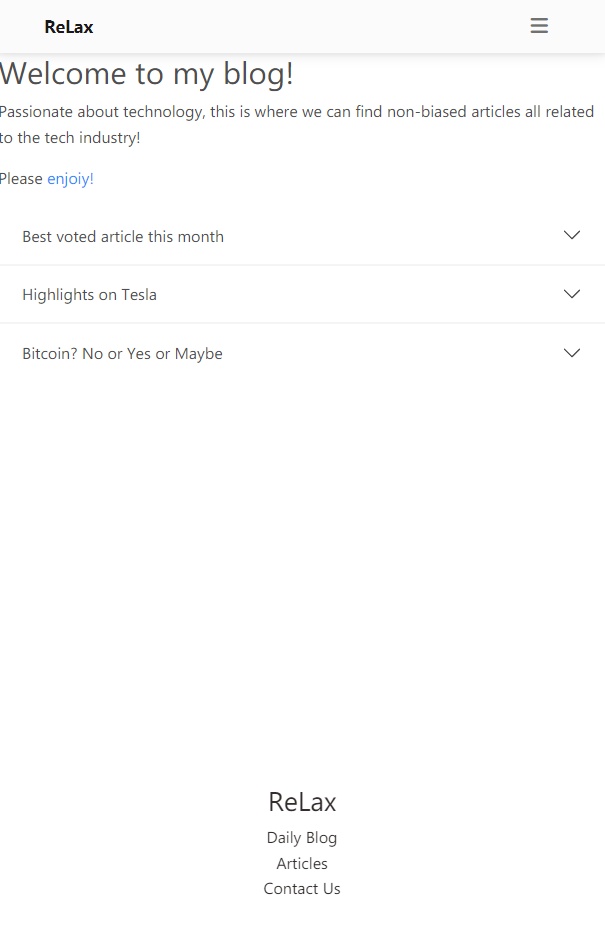 ReLax
Welcome to my blog!
Passionate about technology, this is where we can find non-biased articles all related
to the tech industry!
Please enjoiy!
Best voted article this month
Highlights on Tesla
Bitcoin? No or Yes or Maybe
ReLax
Daily Blog
Articles
Contact Us